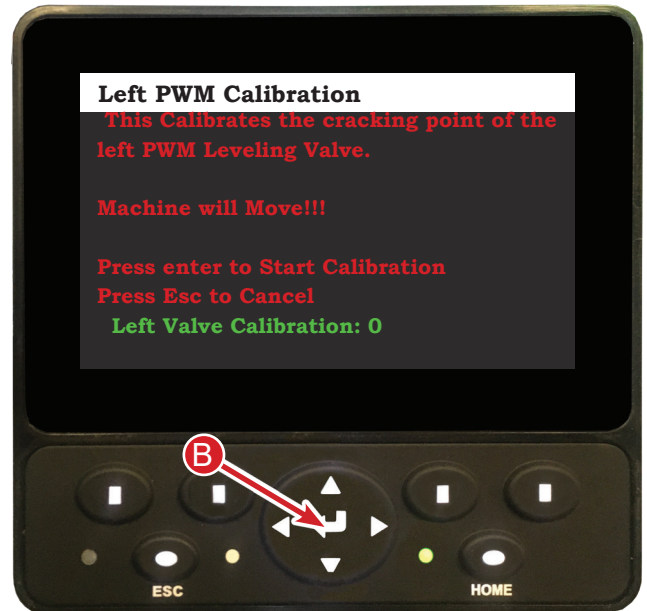 Left PWM Calibration
This Calibrates the cracking point of the
left PWM Leveling Valve.
Machine will Move!!!
Press enter to Start Calibration
Press Esc to Cancel
Left Valve Calibration: 0
B
ESC
HOME